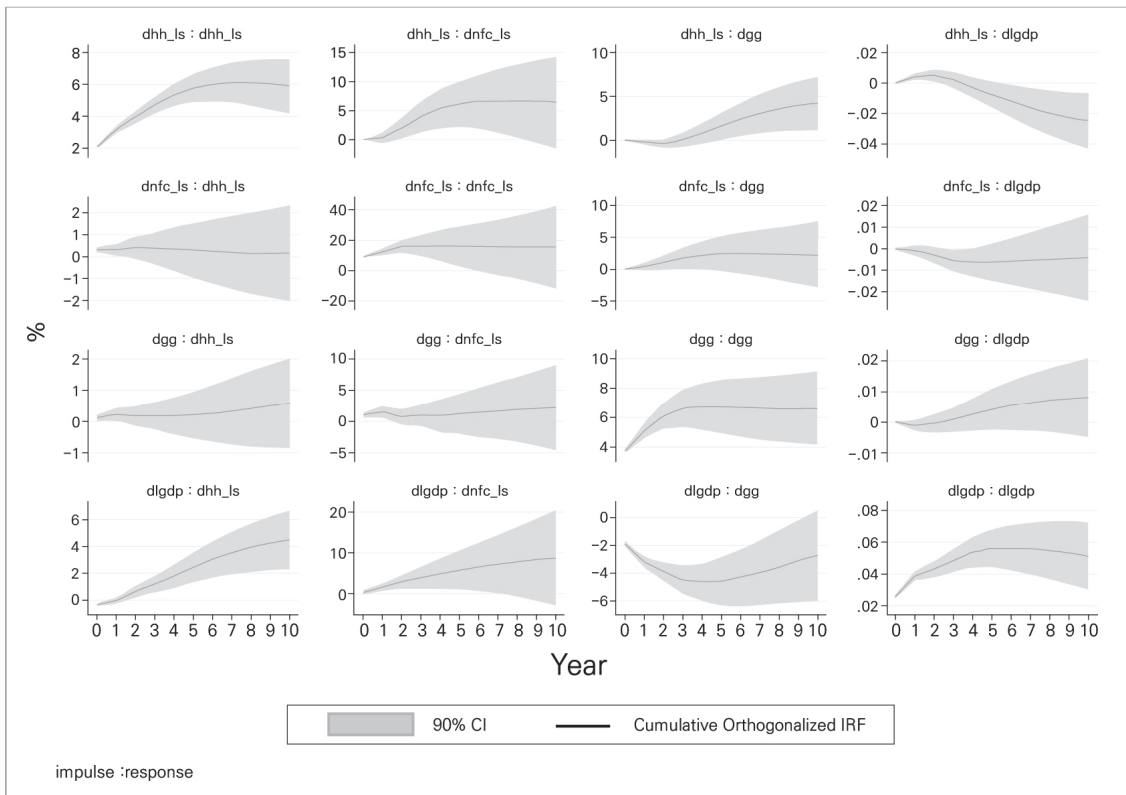 dhh_ls : dhh_ls
8
6
4
2
dhh_ls : dnfc_ls
15
10
5
0
dhh_ls : dgg
10
5
0
dhh_ls : dlgdp
.02
0
−.02
−.04
dnfc_ls : dhh_ls
2
1
0
−1
−2
dnfc_ls : dnfc_ls
40
20
0
−20
dnfc_ls : dgg
10
5
0
−5
dnfc_ls : dlgdp
.02
.01
0
−.01
−.02
%
dgg : dhh_ls
2
1
0
−1
dgg : dnfc_ls
10
5
0
−5
dgg : dgg
10
8
6
4
dgg : dlgdp
.02
.01
0
−.01
dlgdp : dhh_ls
6
4
2
0
0 1 2 3 4 5 6 7 8 9 10
dlgdp : dnfc_ls
20
10
0
0 1 2 3 4 5 6 7 8 9 10
dlgdp : dgg
0
−2
−4
−6
0 1 2 3 4 5 6 7 8 9 10
dlgdp : dlgdp
.08
.06
.04
.02
0 1 2 3 4 5 6 7 8 9 10
Year
90% CI
Cumulative Orthogonalized IRF
impulse :response